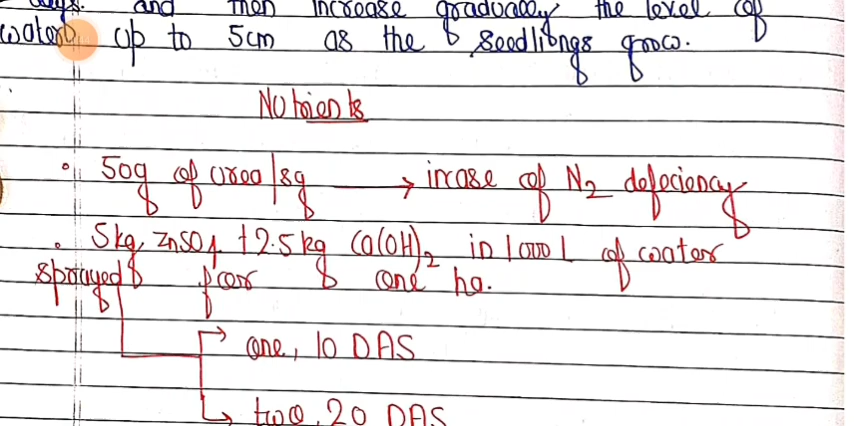 days. and then increase gradually the level of
water up to 5cm as the seedlings grow.
Nutrients
• 50g of urea/sq → incase of N2 defeciency
• 5kg ZnSO4 + 2.5kg Ca(OH)2 in 1000 L of water
sprayed for one ha.
→ one, 10 DAS
→ two, 20 DAS